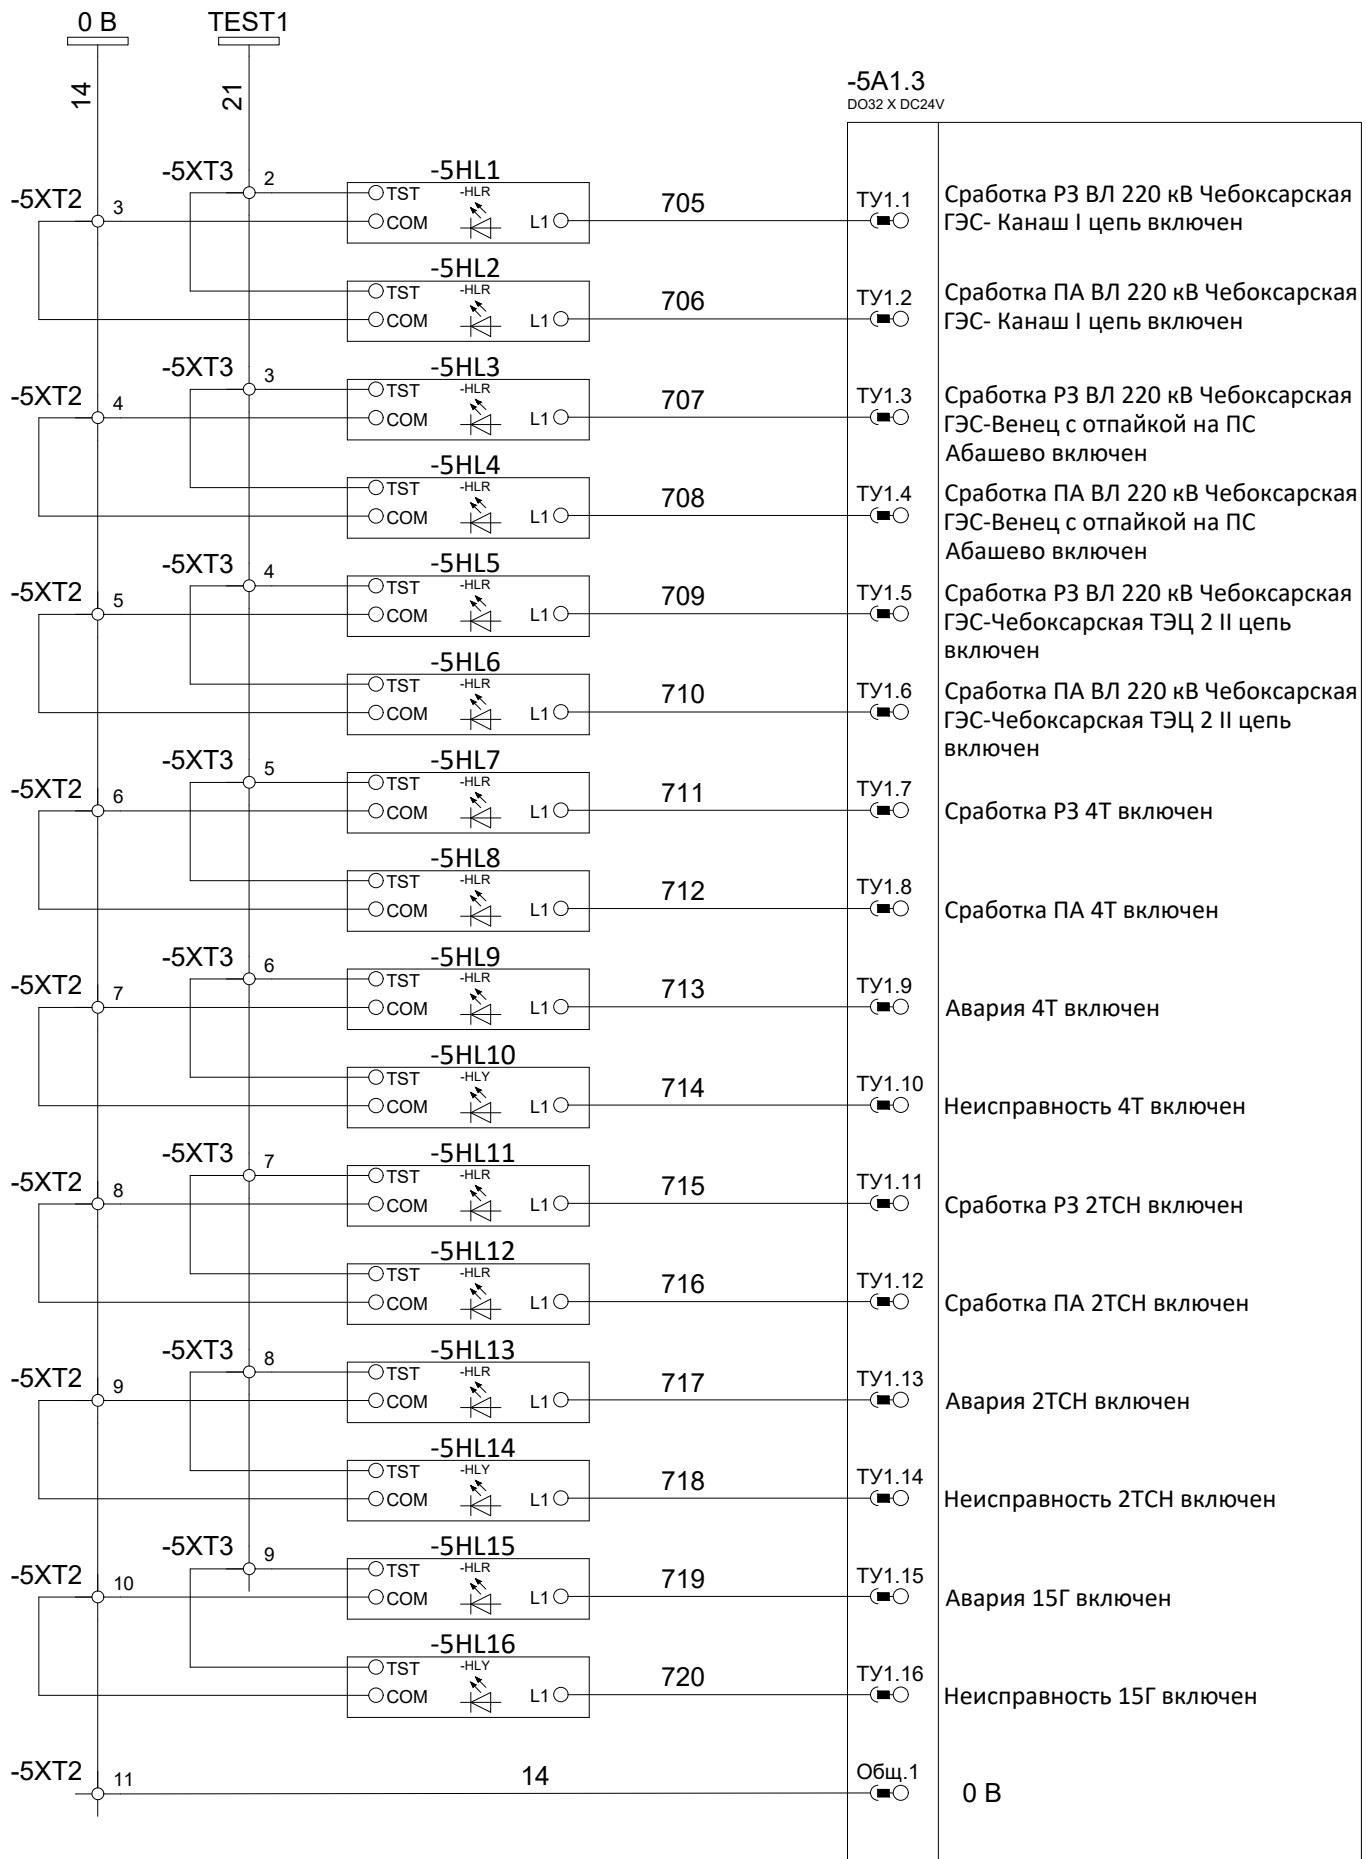 0 В
TEST1
14
21
-5A1.3
DO32 X DC24V
-5XT3
2
-5HL1
-5XT2
3
TST
-HLR
COM
L1
705
ТУ1.1
Сработка РЗ ВЛ 220 кВ Чебоксарская
ГЭС- Канаш I цепь включен
-5HL2
TST
-HLR
COM
L1
706
ТУ1.2
Сработка ПА ВЛ 220 кВ Чебоксарская
ГЭС- Канаш I цепь включен
-5XT3
3
-5HL3
-5XT2
4
TST
-HLR
COM
L1
707
ТУ1.3
Сработка РЗ ВЛ 220 кВ Чебоксарская
ГЭС-Венец с отпайкой на ПС
Абашево включен
-5HL4
TST
-HLR
COM
L1
708
ТУ1.4
Сработка ПА ВЛ 220 кВ Чебоксарская
ГЭС-Венец с отпайкой на ПС
Абашево включен
-5XT3
4
-5HL5
-5XT2
5
TST
-HLR
COM
L1
709
ТУ1.5
Сработка РЗ ВЛ 220 кВ Чебоксарская
ГЭС-Чебоксарская ТЭЦ 2 II цепь
включен
-5HL6
TST
-HLR
COM
L1
710
ТУ1.6
Сработка ПА ВЛ 220 кВ Чебоксарская
ГЭС-Чебоксарская ТЭЦ 2 II цепь
включен
-5XT3
5
-5HL7
-5XT2
6
TST
-HLR
COM
L1
711
ТУ1.7
Сработка РЗ 4Т включен
-5HL8
TST
-HLR
COM
L1
712
ТУ1.8
Сработка ПА 4Т включен
-5XT3
6
-5HL9
-5XT2
7
TST
-HLR
COM
L1
713
ТУ1.9
Авария 4Т включен
-5HL10
TST
-HLY
COM
L1
714
ТУ1.10
Неисправность 4Т включен
-5XT3
7
-5HL11
-5XT2
8
TST
-HLR
COM
L1
715
ТУ1.11
Сработка РЗ 2ТСН включен
-5HL12
TST
-HLR
COM
L1
716
ТУ1.12
Сработка ПА 2ТСН включен
-5XT3
8
-5HL13
-5XT2
9
TST
-HLR
COM
L1
717
ТУ1.13
Авария 2ТСН включен
-5HL14
TST
-HLY
COM
L1
718
ТУ1.14
Неисправность 2ТСН включен
-5XT3
9
-5HL15
-5XT2
10
TST
-HLR
COM
L1
719
ТУ1.15
Авария 15Г включен
-5HL16
TST
-HLY
COM
L1
720
ТУ1.16
Неисправность 15Г включен
-5XT2
11
14
Общ.1
0 В